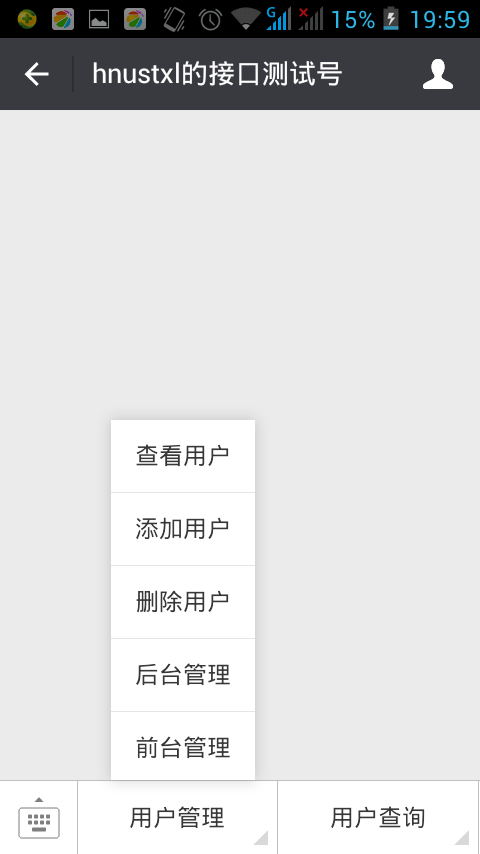 G 15% 19:59
hnustxl的接口测试号
查看用户
添加用户
删除用户
后台管理
前台管理
用户管理 用户查询